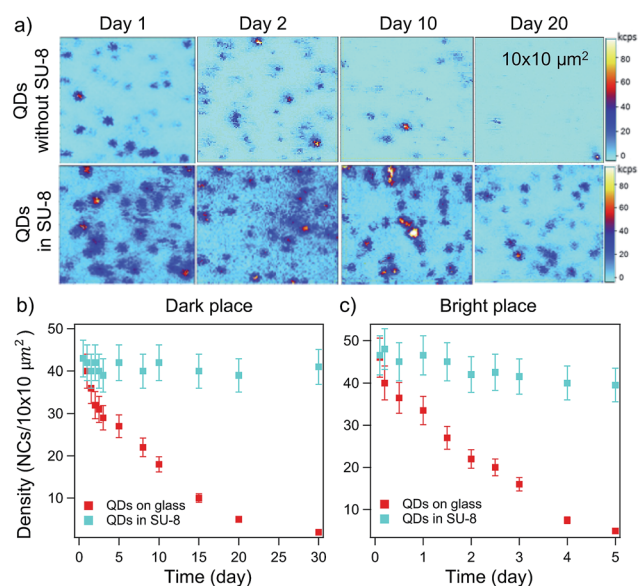 a)
Day 1 Day 2 Day 10 Day 20
QDs without SU-8
10x10 μm²
kcps
80
60
40
20
0
QDs in SU-8
kcps
80
60
40
20
0
b) Dark place
c) Bright place
Density (NCs/10x10 μm²)
50
40
30
20
10
QDs on glass
QDs in SU-8
0 5 10 15 20 25 30
Time (day)
50
40
30
20
10
QDs on glass
QDs in SU-8
0 1 2 3 4 5
Time (day)